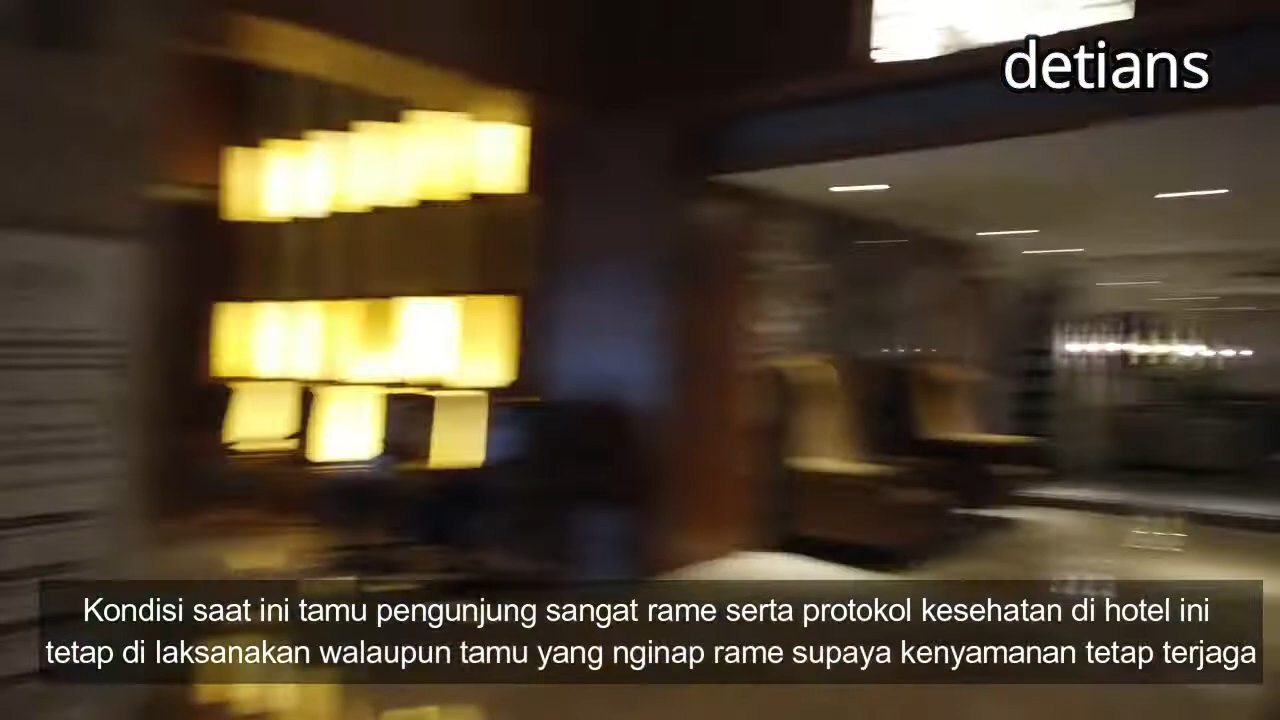 detians
Kondisi saat ini tamu pengunjung sangat rame serta protokol kesehatan di hotel ini
tetap di laksanakan walaupun tamu yang nginap rame supaya kenyamanan tetap terjaga